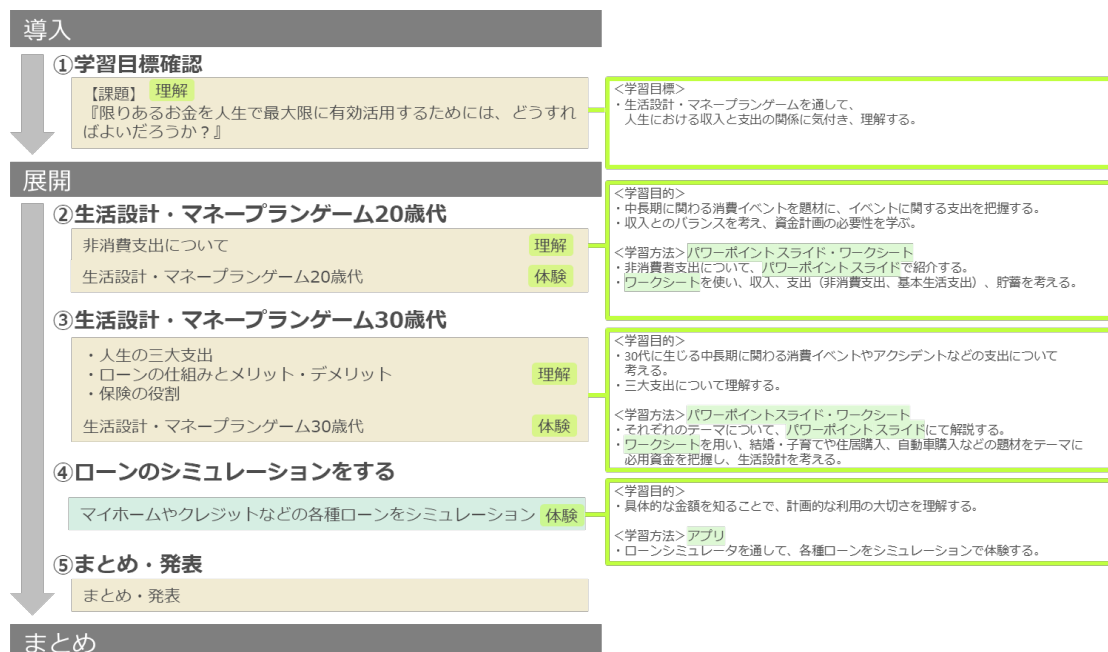 導入
①学習目標確認
【課題】 理解
『限りあるお金を人生で最大限に有効活用するためには、どうすれ
ばよいだろうか？』
<学習目標>
・生活設計・マネープランゲームを通して、
人生における収入と支出の関係に気付き、理解する。
展開
②生活設計・マネープランゲーム20歳代
非消費支出について 理解
生活設計・マネープランゲーム20歳代 体験
<学習目的>
・中長期に関わる消費イベントを題材に、イベントに関する支出を把握する。
・収入とのバランスを考え、資金計画の必要性を学ぶ。
<学習方法>パワーポイントスライド・ワークシート
・非消費者支出について、パワーポイントスライドで紹介する。
・ワークシートを使い、収入、支出（非消費支出、基本生活支出）、貯蓄を考える。
③生活設計・マネープランゲーム30歳代
・人生の三大支出
・ローンの仕組みとメリット・デメリット 理解
・保険の役割
生活設計・マネープランゲーム30歳代 体験
<学習目的>
・30代に生じる中長期に関わる消費イベントやアクシデントなどの支出について
考える。
・三大支出について理解する。
<学習方法>パワーポイントスライド・ワークシート
・それぞれのテーマについて、パワーポイントスライドにて解説する。
・ワークシートを用い、結婚・子育てや住居購入、自動車購入などの題材をテーマに
必用資金を把握し、生活設計を考える。
④ローンのシミュレーションをする
マイホームやクレジットなどの各種ローンをシミュレーション 体験
<学習目的>
・具体的な金額を知ることで、計画的な利用の大切さを理解する。
<学習方法>アプリ
・ローンシミュレータを通して、各種ローンをシミュレーションで体験する。
⑤まとめ・発表
まとめ・発表
まとめ